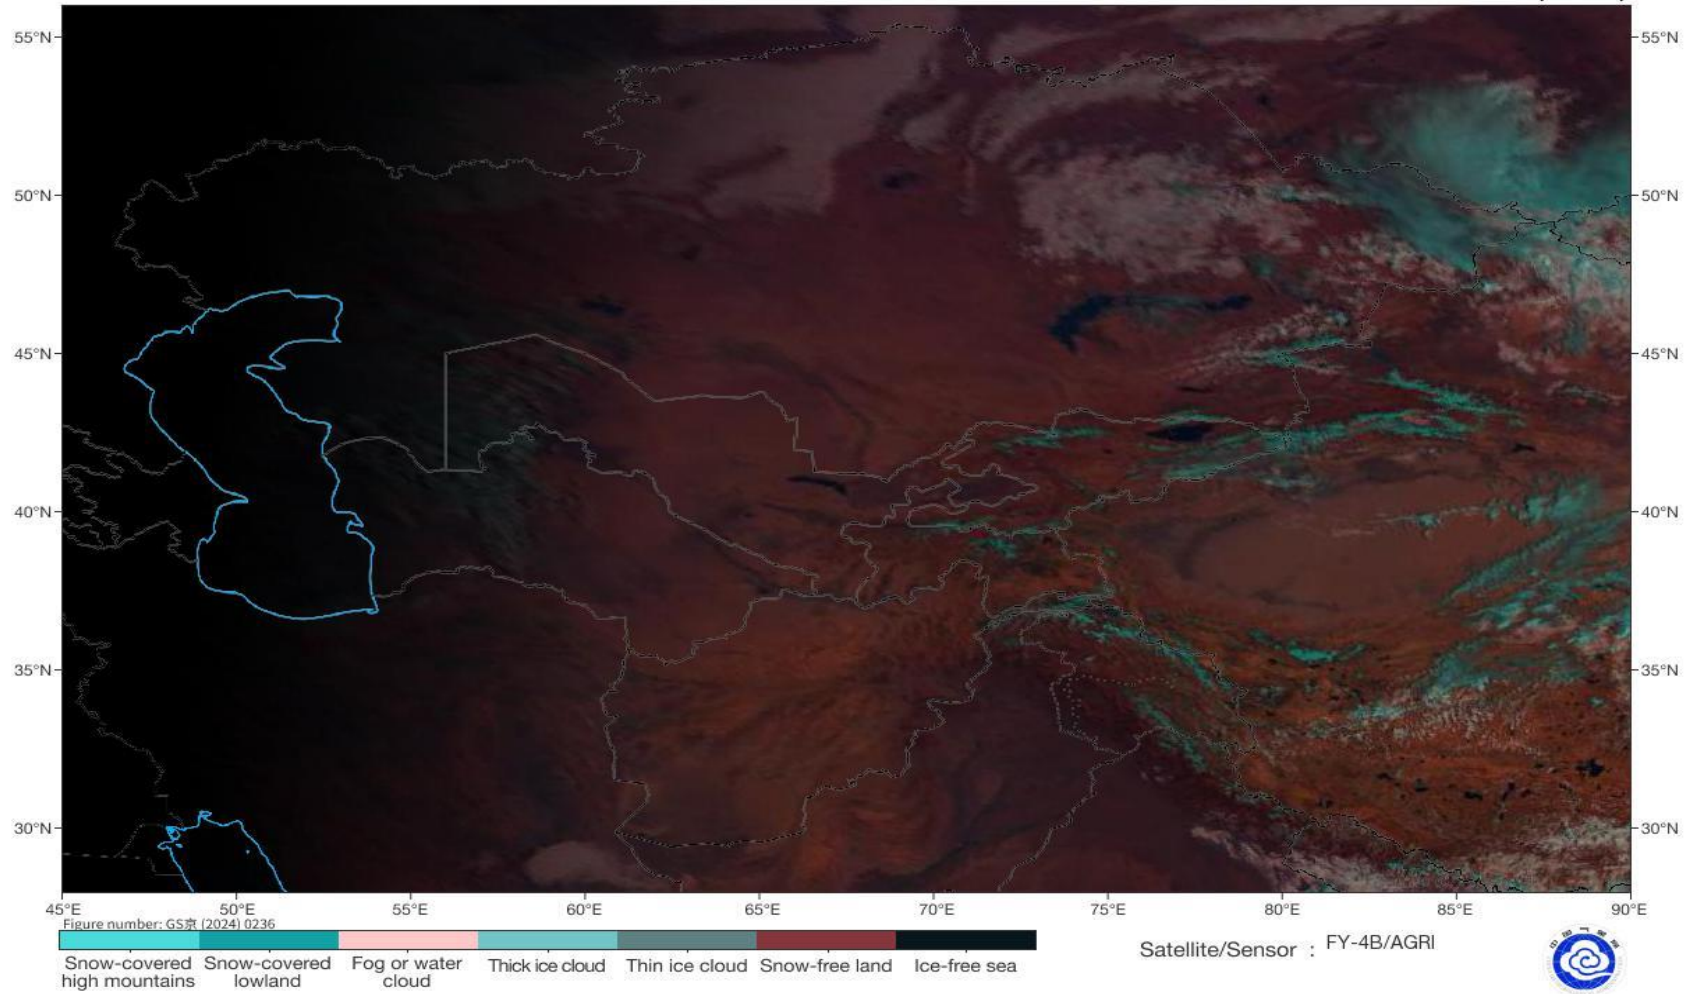 55°N
55°N
50°N
50°N
45°N
45°N
40°N
40°N
35°N
35°N
30°N
30°N
45°E
50°E
55°E
60°E
65°E
70°E
75°E
80°E
85°E
90°E
Figure number: GS京 (2024) 0236
Snow-covered
high mountains
Snow-covered
lowland
Fog or water
cloud
Thick ice cloud
Thin ice cloud
Snow-free land
Ice-free sea
Satellite/Sensor : FY-4B/AGRI